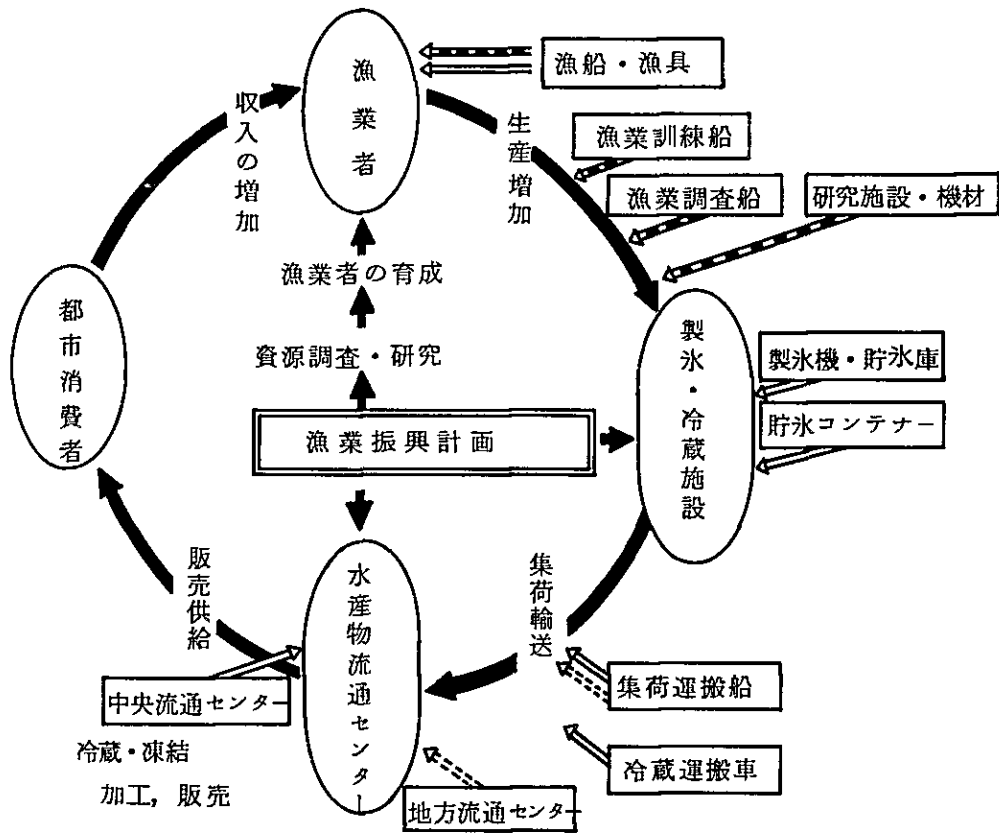 漁業者
漁船・漁具
収入の増加
生産増加
漁業訓練船
漁業調査船
研究施設・機材
漁業者の育成
都市消費者
資源調査・研究
製氷・冷蔵施設
製氷機・貯氷庫
貯氷コンテナー
漁業振興計画
販売供給
水産物流通センター
集荷輸送
中央流通センター
集荷運搬船
冷蔵・凍結
加工，販売
冷蔵運搬車
地方流通センター